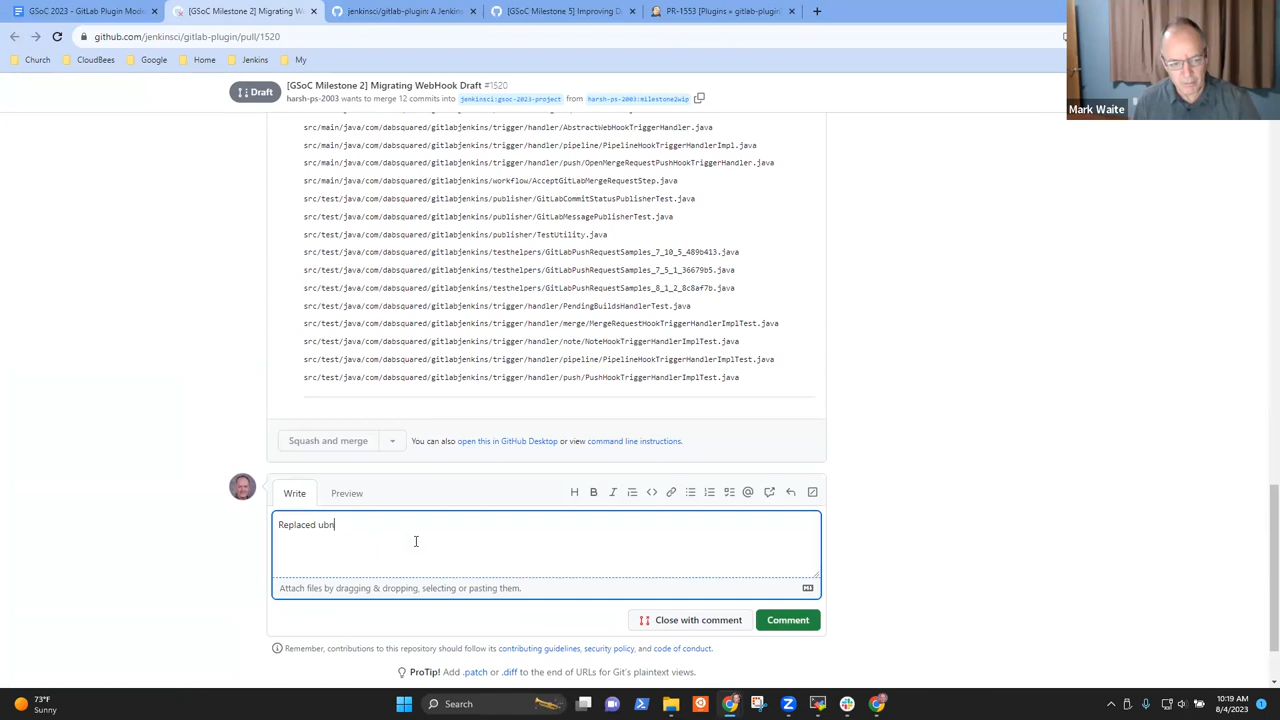 GSoC 2023 - GitLab Plugin Mode
[GSoC Milestone 2] Migrating W
jenkinsci/gitlab-plugin: A Jenkins
[GSoC Milestone 5] Improving D
PR-1553 [Plugins » gitlab-plugin
github.com/jenkinsci/gitlab-plugin/pull/1520
Church
CloudBees
Google
Home
Jenkins
My
Mark Waite
Draft
[GSoC Milestone 2] Migrating WebHook Draft #1520
harsh-ps-2003 wants to merge 12 commits into jenkinsci:gsoc-2023-project from harsh-ps-2003:milestone2wip
src/main/java/com/dabsquared/gitlabjenkins/trigger/handler/AbstractWebHookTriggerHandler.java
src/main/java/com/dabsquared/gitlabjenkins/trigger/handler/pipeline/PipelineHookTriggerHandlerImpl.java
src/main/java/com/dabsquared/gitlabjenkins/trigger/handler/push/OpenMergeRequestPushHookTriggerHandler.java
src/main/java/com/dabsquared/gitlabjenkins/workflow/AcceptGitLabMergeRequestStep.java
src/test/java/com/dabsquared/gitlabjenkins/publisher/GitLabCommitStatusPublisherTest.java
src/test/java/com/dabsquared/gitlabjenkins/publisher/GitLabMessagePublisherTest.java
src/test/java/com/dabsquared/gitlabjenkins/publisher/TestUtility.java
src/test/java/com/dabsquared/gitlabjenkins/testhelpers/GitLabPushRequestSamples_7_10_5_489b413.java
src/test/java/com/dabsquared/gitlabjenkins/testhelpers/GitLabPushRequestSamples_7_5_1_36679b5.java
src/test/java/com/dabsquared/gitlabjenkins/testhelpers/GitLabPushRequestSamples_8_1_2_8c8af7b.java
src/test/java/com/dabsquared/gitlabjenkins/trigger/handler/PendingBuildsHandlerTest.java
src/test/java/com/dabsquared/gitlabjenkins/trigger/handler/merge/MergeRequestHookTriggerHandlerImplTest.java
src/test/java/com/dabsquared/gitlabjenkins/trigger/handler/note/NoteHookTriggerHandlerImplTest.java
src/test/java/com/dabsquared/gitlabjenkins/trigger/handler/pipeline/PipelineHookTriggerHandlerImplTest.java
src/test/java/com/dabsquared/gitlabjenkins/trigger/handler/push/PushHookTriggerHandlerImplTest.java
Squash and merge
You can also open this in GitHub Desktop or view command line instructions.
Write
Preview
Replaced ubn
Attach files by dragging & dropping, selecting or pasting them.
Close with comment
Comment
Remember, contributions to this repository should follow its contributing guidelines, security policy, and code of conduct.
ProTip! Add .patch or .diff to the end of URLs for Git's plaintext views.
73°F
Sunny
Search
10:19 AM
8/4/2023